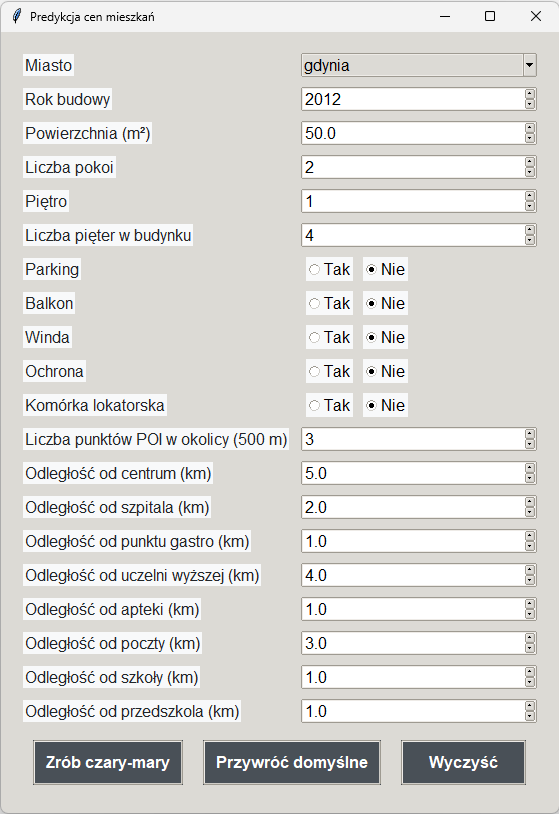 Predykcja cen mieszkań
Miasto gdynia
Rok budowy 2012
Powierzchnia (m²) 50.0
Liczba pokoi 2
Piętro 1
Liczba pięter w budynku 4
Parking Tak Nie
Balkon Tak Nie
Winda Tak Nie
Ochrona Tak Nie
Komórka lokatorska Tak Nie
Liczba punktów POI w okolicy (500 m) 3
Odległość od centrum (km) 5.0
Odległość od szpitala (km) 2.0
Odległość od punktu gastro (km) 1.0
Odległość od uczelni wyższej (km) 4.0
Odległość od apteki (km) 1.0
Odległość od poczty (km) 3.0
Odległość od szkoły (km) 1.0
Odległość od przedszkola (km) 1.0
Zrób czary-mary Przywróć domyślne Wyczyść